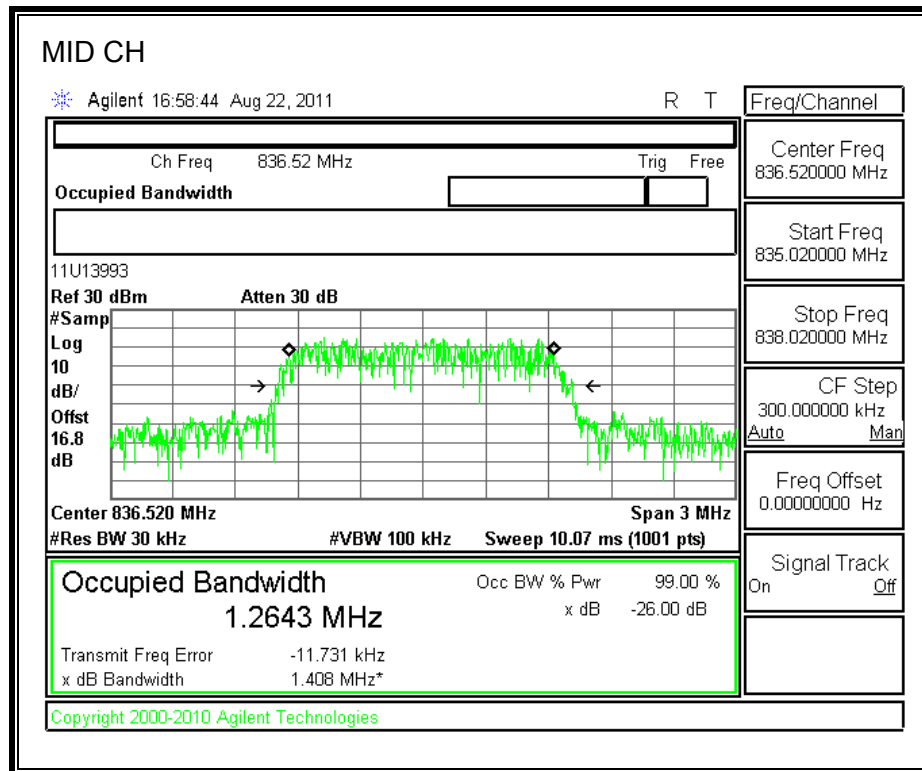 MID CH
Agilent 16:58:44 Aug 22, 2011 R T
Freq/Channel
Ch Freq 836.52 MHz Trig Free
Occupied Bandwidth
Center Freq
836.520000 MHz
Start Freq
835.020000 MHz
Stop Freq
838.020000 MHz
CF Step
300.000000 kHz
Auto Man
Freq Offset
0.00000000 Hz
Signal Track
On Off
11U13993
Ref 30 dBm Atten 30 dB
#Samp
Log
10
dB/
Offst
16.8
dB
Center 836.520 MHz Span 3 MHz
#Res BW 30 kHz #VBW 100 kHz Sweep 10.07 ms (1001 pts)
Occupied Bandwidth Occ BW % Pwr 99.00 %
1.2643 MHz x dB -26.00 dB
Transmit Freq Error -11.731 kHz
x dB Bandwidth 1.408 MHz*
Copyright 2000-2010 Agilent Technologies